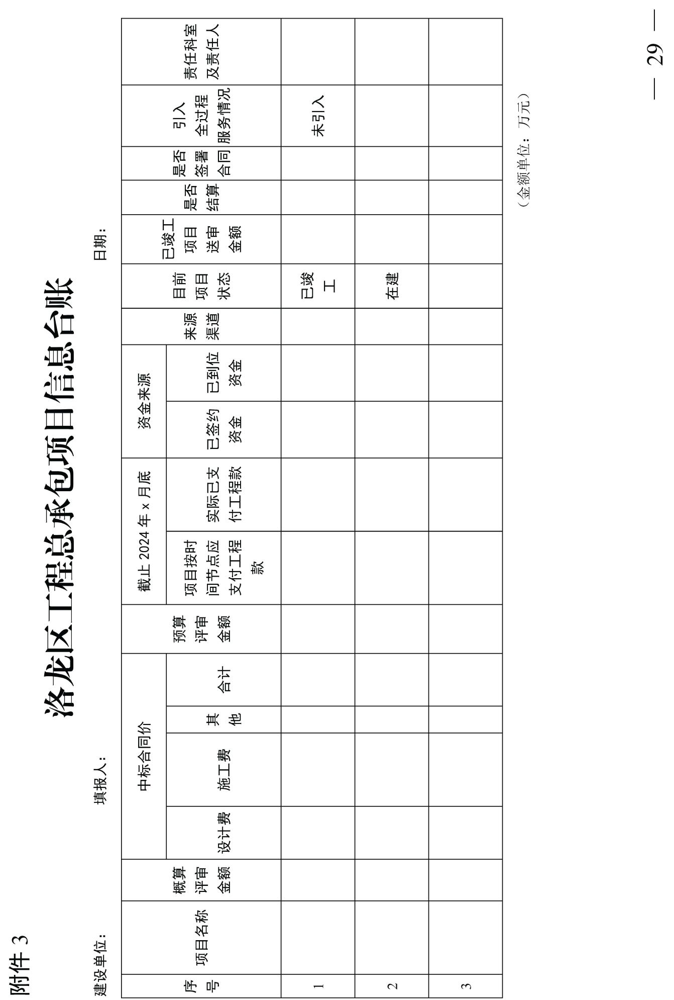 附件 3
洛龙区工程总承包项目信息台账
建设单位： 填报人： 日期：
序号 项目名称 概算评审金额 中标合同价 预算评审金额 截止 2024 年 x 月底 资金来源 来源渠道 目前项目状态 已竣工项目送审金额 是否结算 是否签署合同 引入全过程服务情况 责任科室及责任人
设计费 施工费 其他 合计 项目按时间节点应支付工程款 实际已支付工程款 已签约资金 已到位资金
1 已竣工 未引入
2 在建
3
（金额单位：万元）
— 29 —